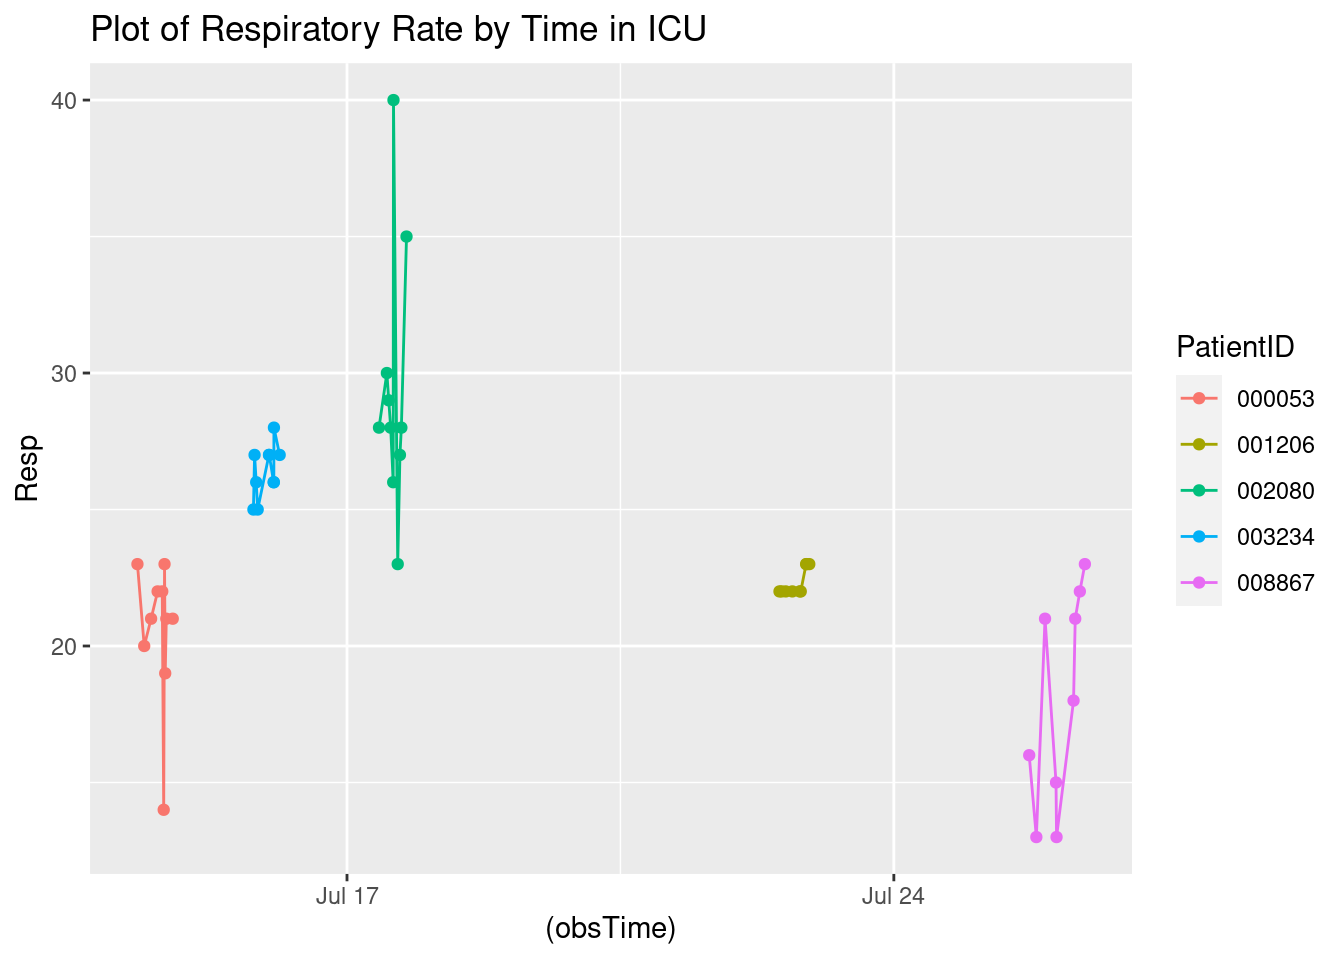 Plot of Respiratory Rate by Time in ICU
40
30
20
Resp
Jul 17
Jul 24
(obsTime)
PatientID
000053
001206
002080
003234
008867